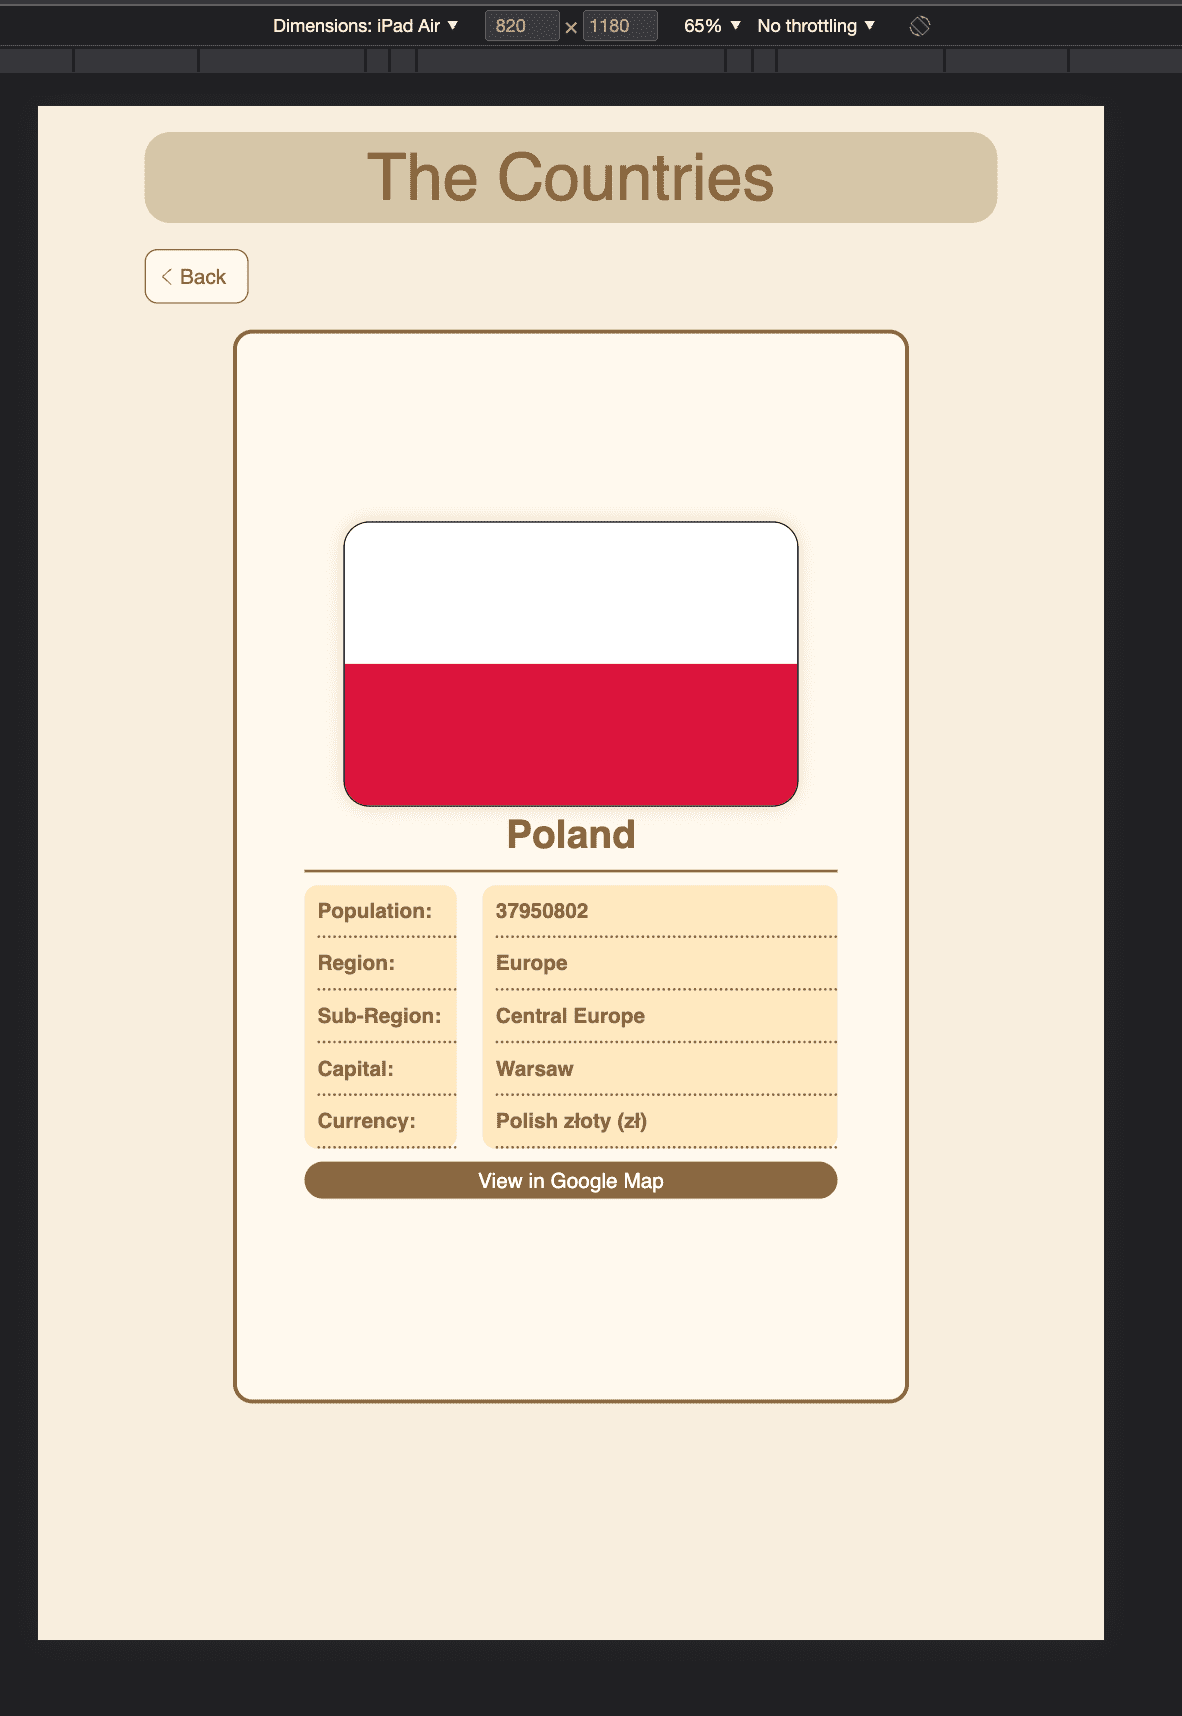 Dimensions: iPad Air ▼ 820 × 1180 65% ▼ No throttling ▼
The Countries
< Back
Poland
Population: 37950802
Region: Europe
Sub-Region: Central Europe
Capital: Warsaw
Currency: Polish złoty (zł)
View in Google Map